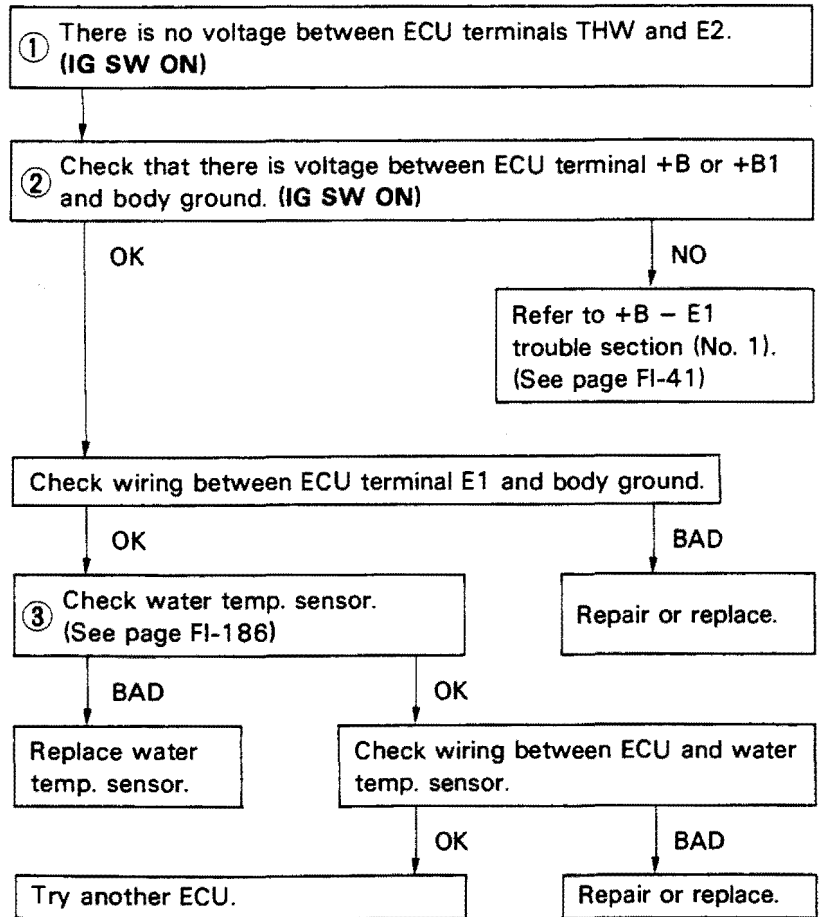 ① There is no voltage between ECU terminals THW and E2.
(IG SW ON)
② Check that there is voltage between ECU terminal +B or +B1
and body ground. (IG SW ON)
OK
NO
Refer to +B – E1
trouble section (No. 1).
(See page FI-41)
Check wiring between ECU terminal E1 and body ground.
OK
BAD
③ Check water temp. sensor.
(See page FI-186)
Repair or replace.
BAD
OK
Replace water
temp. sensor.
Check wiring between ECU and water
temp. sensor.
OK
BAD
Try another ECU.
Repair or replace.